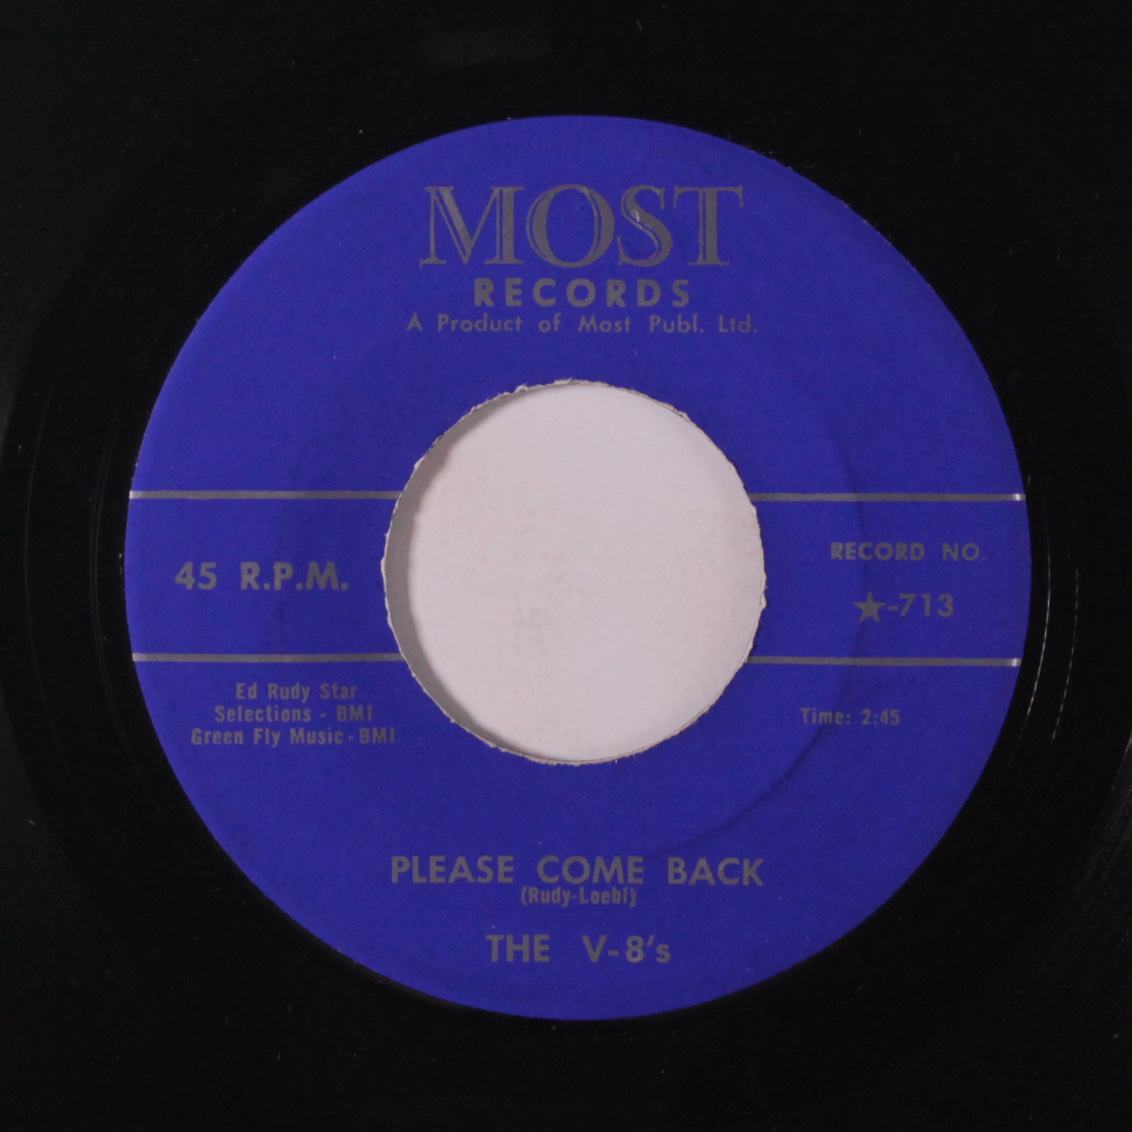 MOST
RECORDS
A Product of Most Publ. Ltd.
45 R.P.M.
RECORD NO.
★-713
Ed Rudy Star
Selections - BMI
Green Fly Music - BMI
Time: 2:45
PLEASE COME BACK
(Rudy-Loebl)
THE V-8's